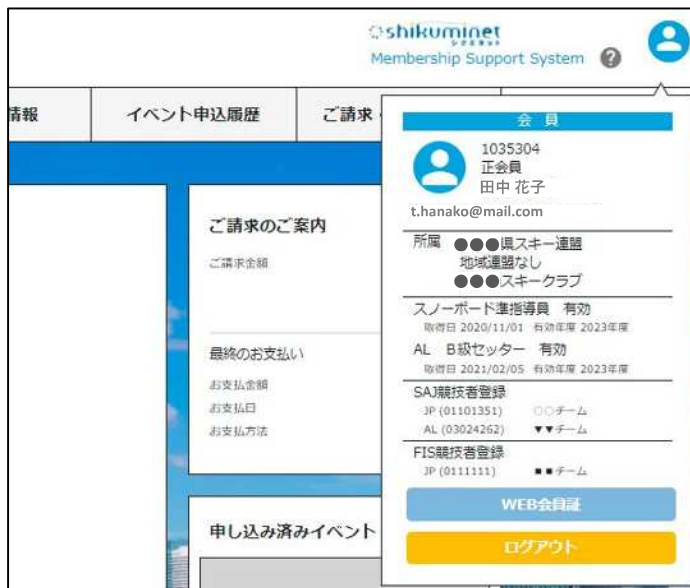 shikuminet
シクミネット
Membership Support System ?
情報 イベント申込履歴 ご請求・
会 員
1035304
正会員
田中 花子
t.hanako@mail.com
所属 ●●●県スキー連盟
地域連盟なし
●●●スキークラブ
スノーボード準指導員 有効
取得日 2020/11/01 有効年度 2023年度
AL B級セッター 有効
取得日 2021/02/05 有効年度 2023年度
SAJ競技者登録
JP (01101351) ○○チーム
AL (03024262) ▼▼チーム
FIS競技者登録
JP (0111111) ■■チーム
WEB会員証
ログアウト
ご請求のご案内
ご請求金額
最終のお支払い
お支払金額
お支払日
お支払方法
申し込み済みイベント